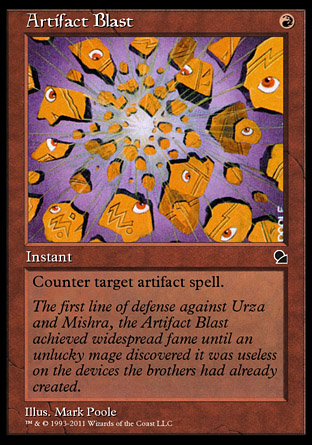 Artifact Blast
Instant
Counter target artifact spell.
The first line of defense against Urza
and Mishra, the Artifact Blast
achieved widespread fame until an
unlucky mage discovered it was useless
on the devices the brothers had already
created.
Illus. Mark Poole
™ & © 1993-2011 Wizards of the Coast LLC